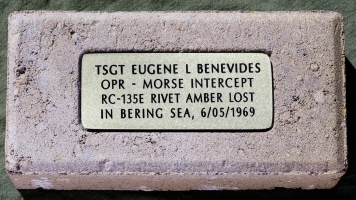 TSGT EUGENE L BENEVIDES
OPR - MORSE INTERCEPT
RC-135E RIVET AMBER LOST
IN BERING SEA, 6/05/1969